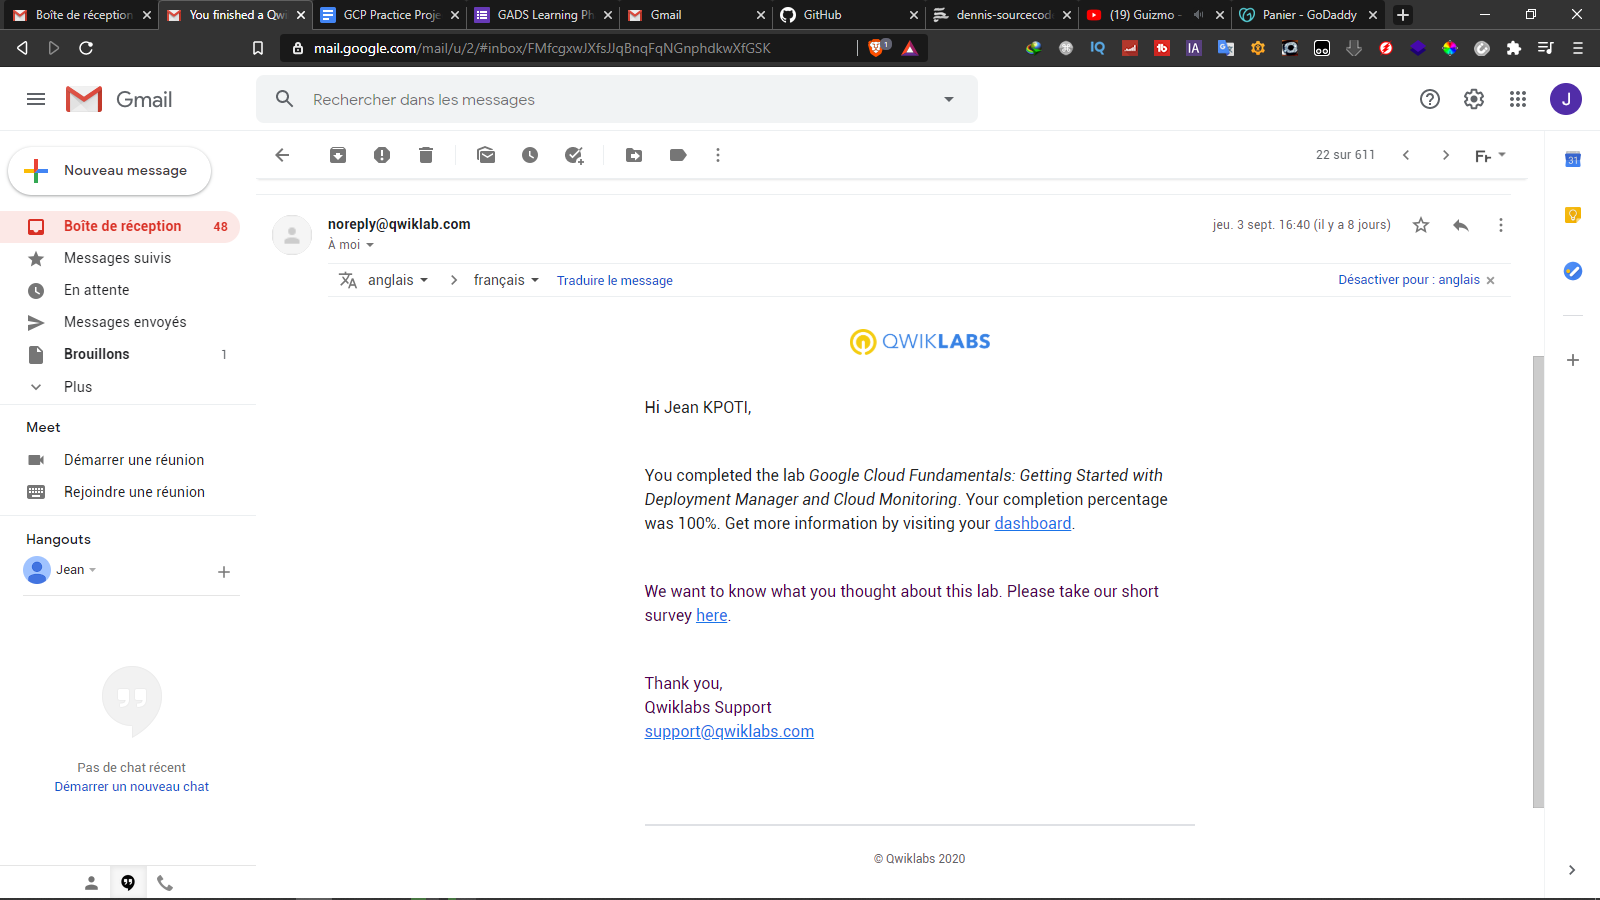 Boîte de réception
You finished a Qwi
GCP Practice Proje
GADS Learning Ph
Gmail
GitHub
dennis-sourcecod
(19) Guizmo -
Panier - GoDaddy
mail.google.com/mail/u/2/#inbox/FMfcgxwJXfsJJqBnqFqNGnphdkwXfGSK
1
IQ
IA
Gmail
Rechercher dans les messages
J
Nouveau message
22 sur 611
Fr
31
Boîte de réception 48
Messages suivis
En attente
Messages envoyés
Brouillons 1
Plus
Meet
Démarrer une réunion
Rejoindre une réunion
Hangouts
Jean
Pas de chat récent
Démarrer un nouveau chat
noreply@qwiklab.com
À moi
jeu. 3 sept. 16:40 (il y a 8 jours)
anglais > français Traduire le message
Désactiver pour : anglais ×
QWIKLABS
Hi Jean KPOTI,
You completed the lab Google Cloud Fundamentals: Getting Started with
Deployment Manager and Cloud Monitoring. Your completion percentage
was 100%. Get more information by visiting your dashboard.
We want to know what you thought about this lab. Please take our short
survey here.
Thank you,
Qwiklabs Support
support@qwiklabs.com
© Qwiklabs 2020